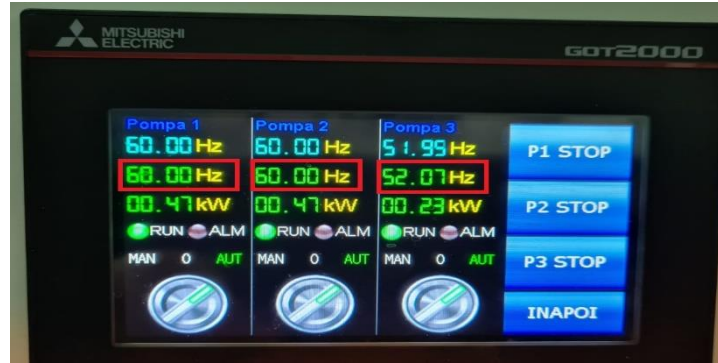 MITSUBISHI
ELECTRIC
GOT2000
Pompa 1
60.00 Hz
60.00 Hz
00.47 kW
RUN ALM
MAN 0 AUT
Pompa 2
60.00 Hz
60.00 Hz
00.47 kW
RUN ALM
MAN 0 AUT
Pompa 3
51.95 Hz
52.07 Hz
00.23 kW
RUN ALM
MAN 0 AUT
P1 STOP
P2 STOP
P3 STOP
INAPOI